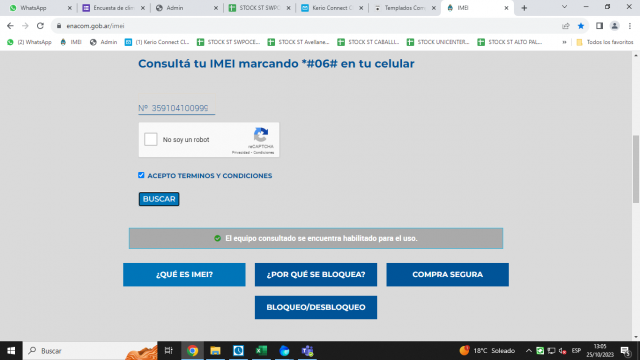 WhatsApp
Encuesta de clim
Admin
STOCK ST SWPOC
Kerio Connect Cl
Templados Com
IMEI
enacom.gob.ar/imei
(2) WhatsApp
IMEI
Admin
(1) Kerio Connect Cl...
STOCK ST SWPOCE...
STOCK ST Avellane...
STOCK ST CABALLI...
STOCK UNICENTER...
STOCK ST ALTO PAL...
»
Todos los favoritos
Consultá tu IMEI marcando *#06# en tu celular
Nº 359104100999
No soy un robot
reCAPTCHA
Privacidad - Condiciones
ACEPTO TERMINOS Y CONDICIONES
BUSCAR
El equipo consultado se encuentra habilitado para el uso.
¿QUÉ ES IMEI?
¿POR QUÉ SE BLOQUEA?
COMPRA SEGURA
BLOQUEO/DESBLOQUEO
Buscar
18°C Soleado
ESP
13:05
25/10/2023